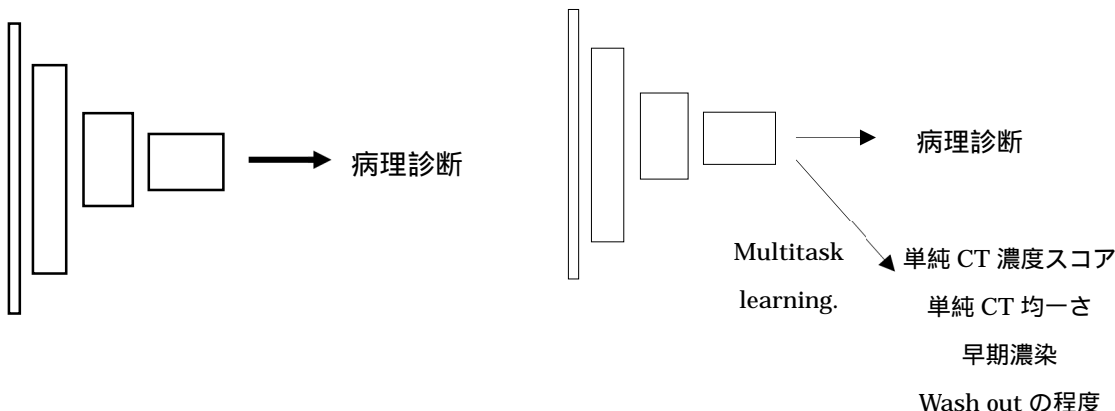 病理診断
病理診断
Multitask
learning.
単純 CT 濃度スコア
単純 CT 均一さ
早期濃染
Wash out の程度